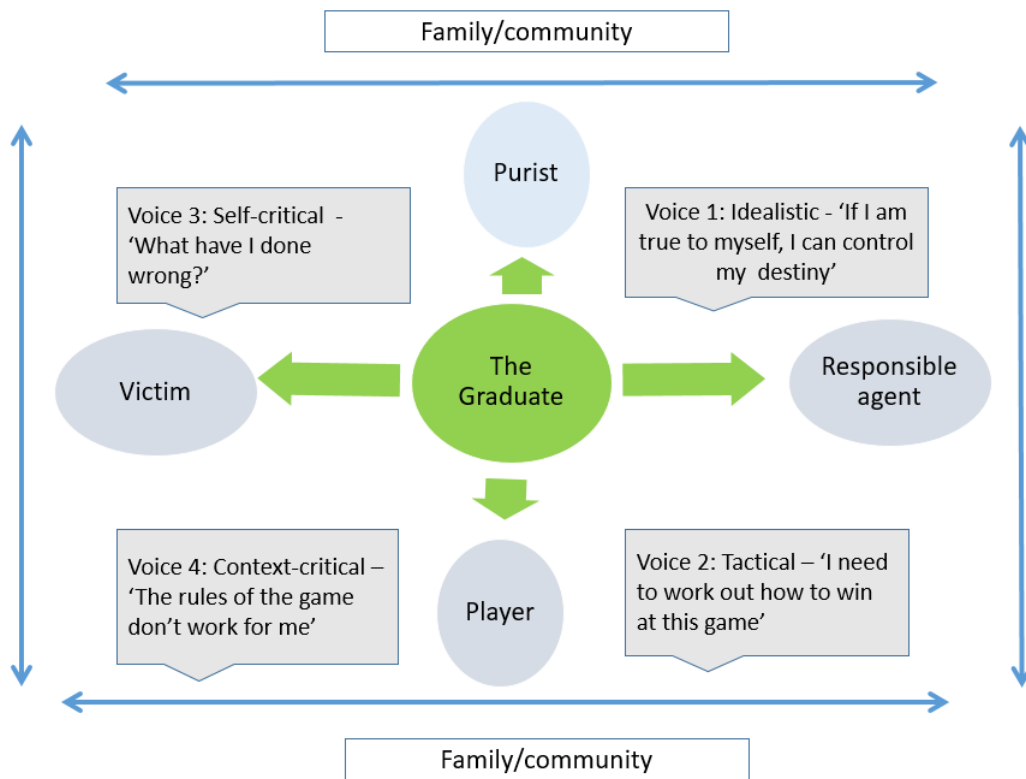 Family/community
Purist
Voice 3: Self-critical -
‘What have I done
wrong?’
Voice 1: Idealistic - ‘If I am
true to myself, I can control
my destiny’
Victim
The
Graduate
Responsible
agent
Voice 4: Context-critical –
‘The rules of the game
don’t work for me’
Player
Voice 2: Tactical – ‘I need
to work out how to win
at this game’
Family/community